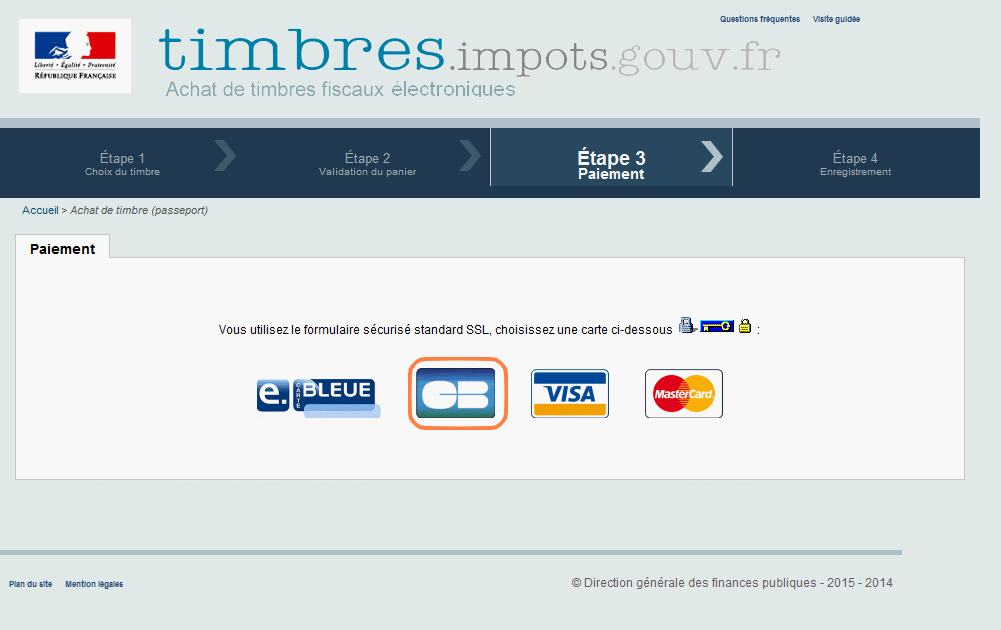 Questions fréquentes Visite guidée
timbres.impots.gouv.fr
Achat de timbres fiscaux électroniques
Liberté • Égalité • Fraternité
RÉPUBLIQUE FRANÇAISE
Étape 1
Choix du timbre
Étape 2
Validation du panier
Étape 3
Paiement
Étape 4
Enregistrement
Accueil > Achat de timbre (passeport)
Paiement
Vous utilisez le formulaire sécurisé standard SSL, choisissez une carte ci-dessous :
e. CARTE BLEUE
CB
VISA
MasterCard
Plan du site Mention légales
© Direction générale des finances publiques - 2015 - 2014